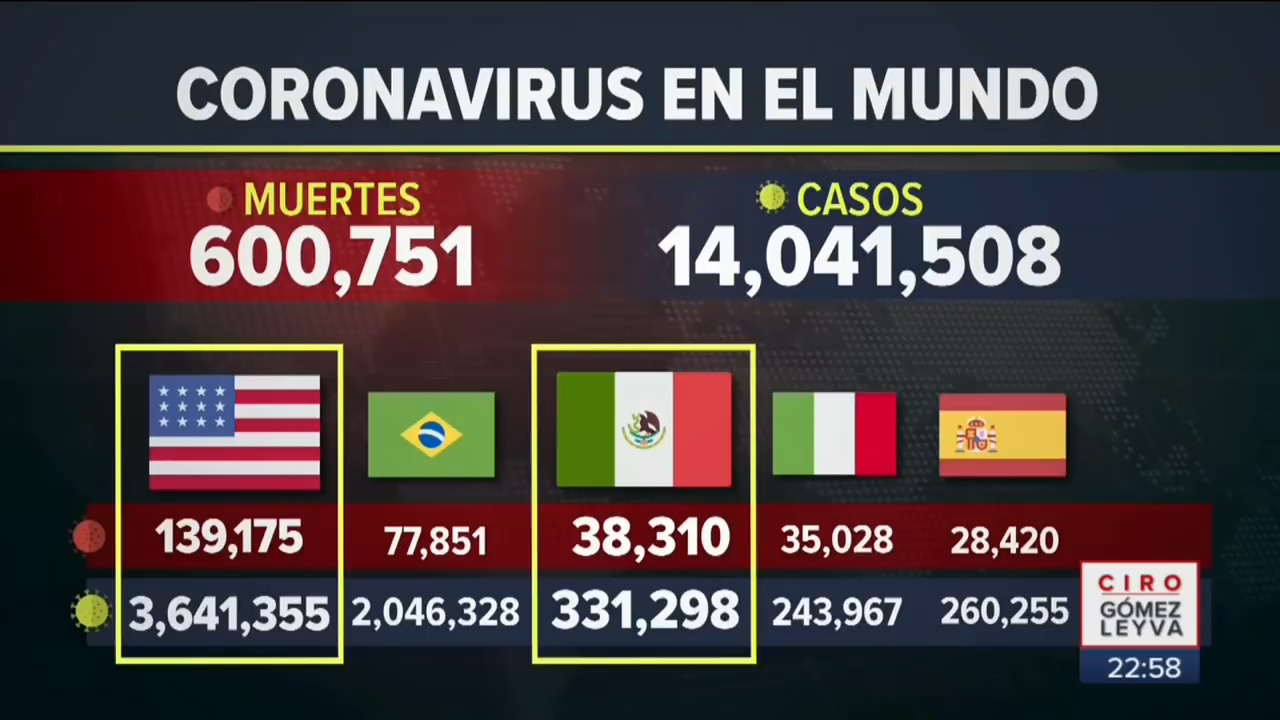 CORONAVIRUS EN EL MUNDO
MUERTES
600,751
CASOS
14,041,508
139,175 77,851 38,310 35,028 28,420
3,641,355 2,046,328 331,298 243,967 260,255
CIRO
GÓMEZ
LEYVA
22:58